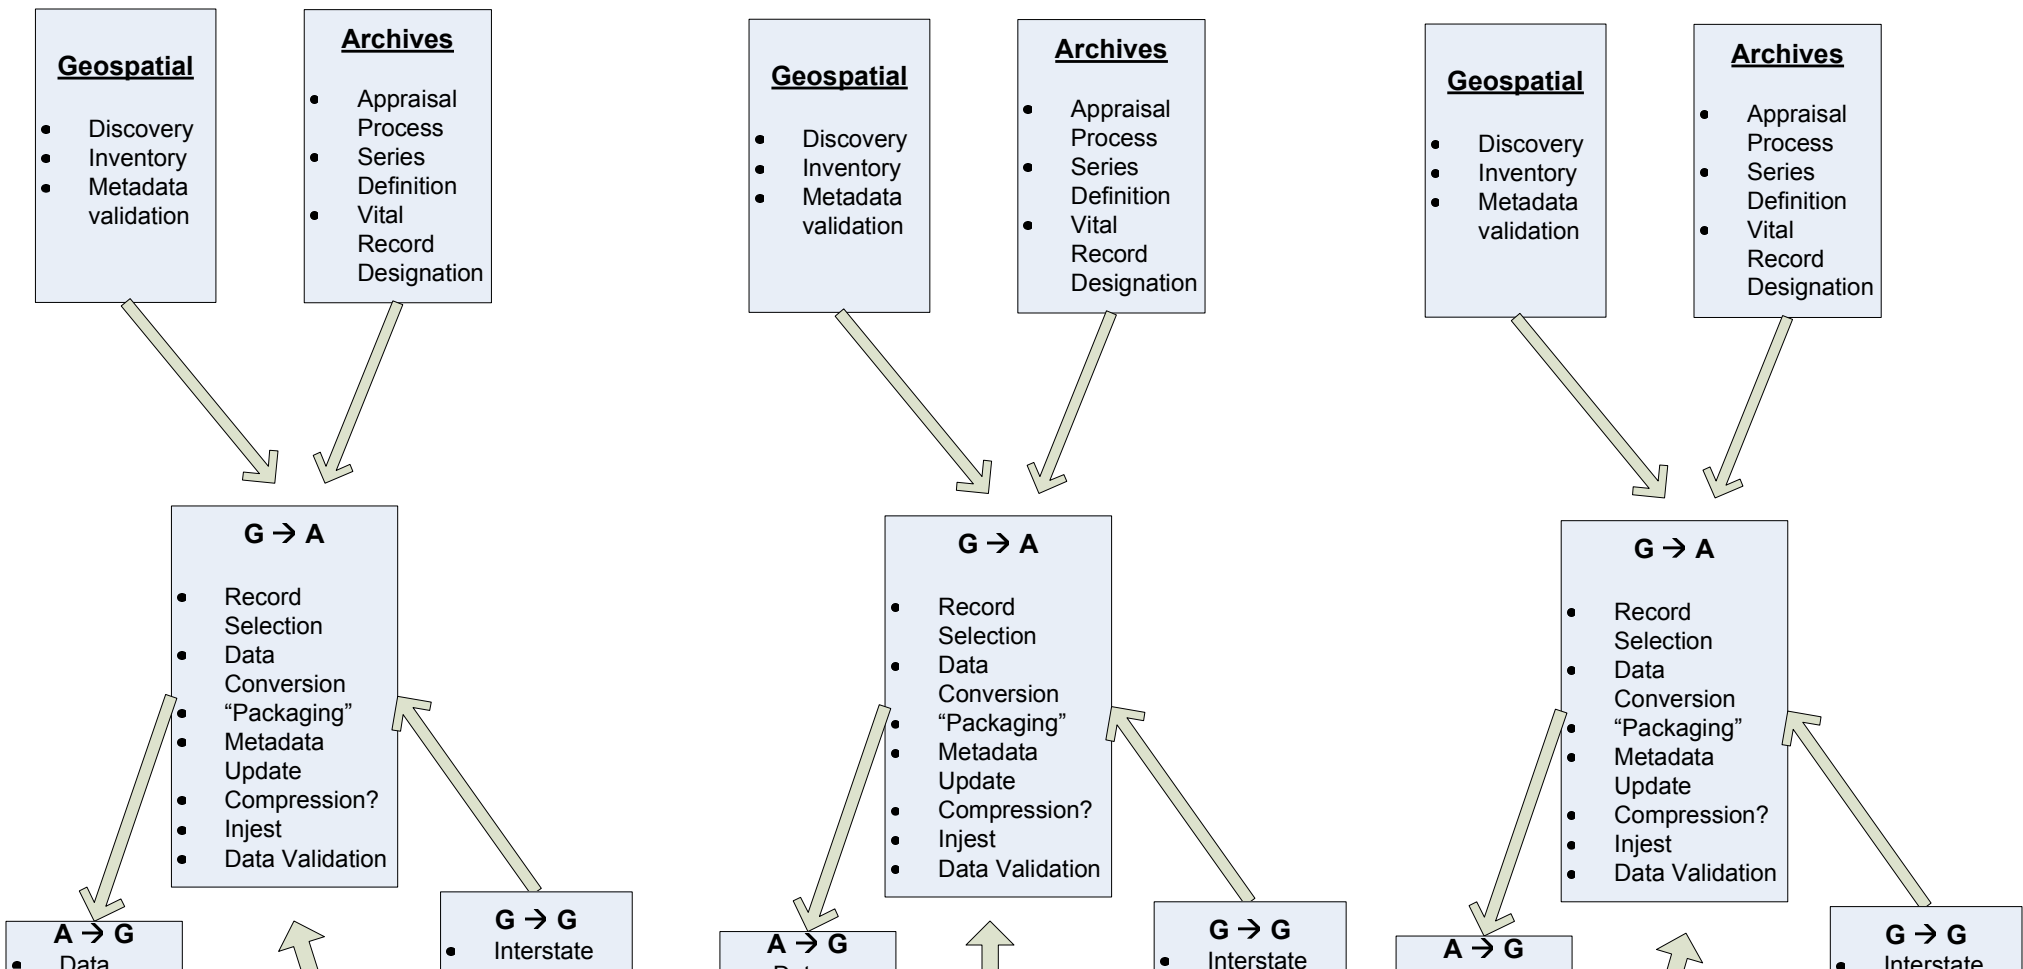 Geospatial
Discovery
Inventory
Metadata
validation
Archives
Appraisal
Process
Series
Definition
Vital
Record
Designation
G → A
Record
Selection
Data
Conversion
“Packaging”
Metadata
Update
Compression?
Injest
Data Validation
A → G
Data
G → G
Interstate
Geospatial
Discovery
Inventory
Metadata
validation
Archives
Appraisal
Process
Series
Definition
Vital
Record
Designation
G → A
Record
Selection
Data
Conversion
“Packaging”
Metadata
Update
Compression?
Injest
Data Validation
A → G
Data
G → G
Interstate
Geospatial
Discovery
Inventory
Metadata
validation
Archives
Appraisal
Process
Series
Definition
Vital
Record
Designation
G → A
Record
Selection
Data
Conversion
“Packaging”
Metadata
Update
Compression?
Injest
Data Validation
A → G
G → G
Interstate